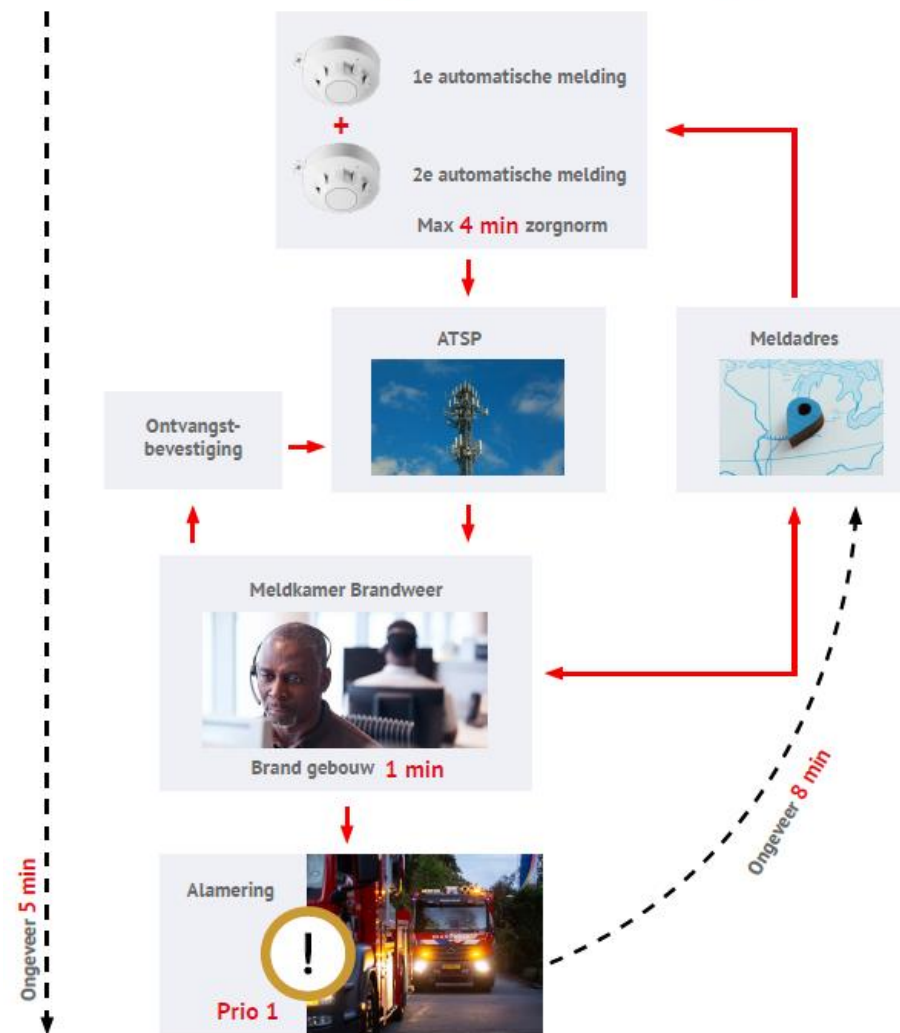 1e automatische melding
+
2e automatische melding
Max 4 min zorgnorm
ATSP
Meldadres
Ontvangst-
bevestiging
Meldkamer Brandweer
Brand gebouw 1 min
Alamering
!
Prio 1
Ongeveer 5 min
Ongeveer 8 min